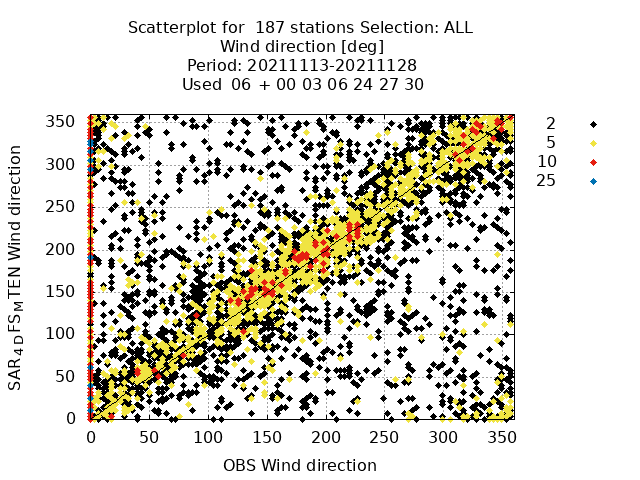 Scatterplot for 187 stations Selection: ALL
Wind direction [deg]
Period: 20211113-20211128
Used 06 + 00 03 06 24 27 30
350
300
250
200
150
100
50
0
SAR4DFSMTEN Wind direction
2
5
10
25
0 50 100 150 200 250 300 350
OBS Wind direction